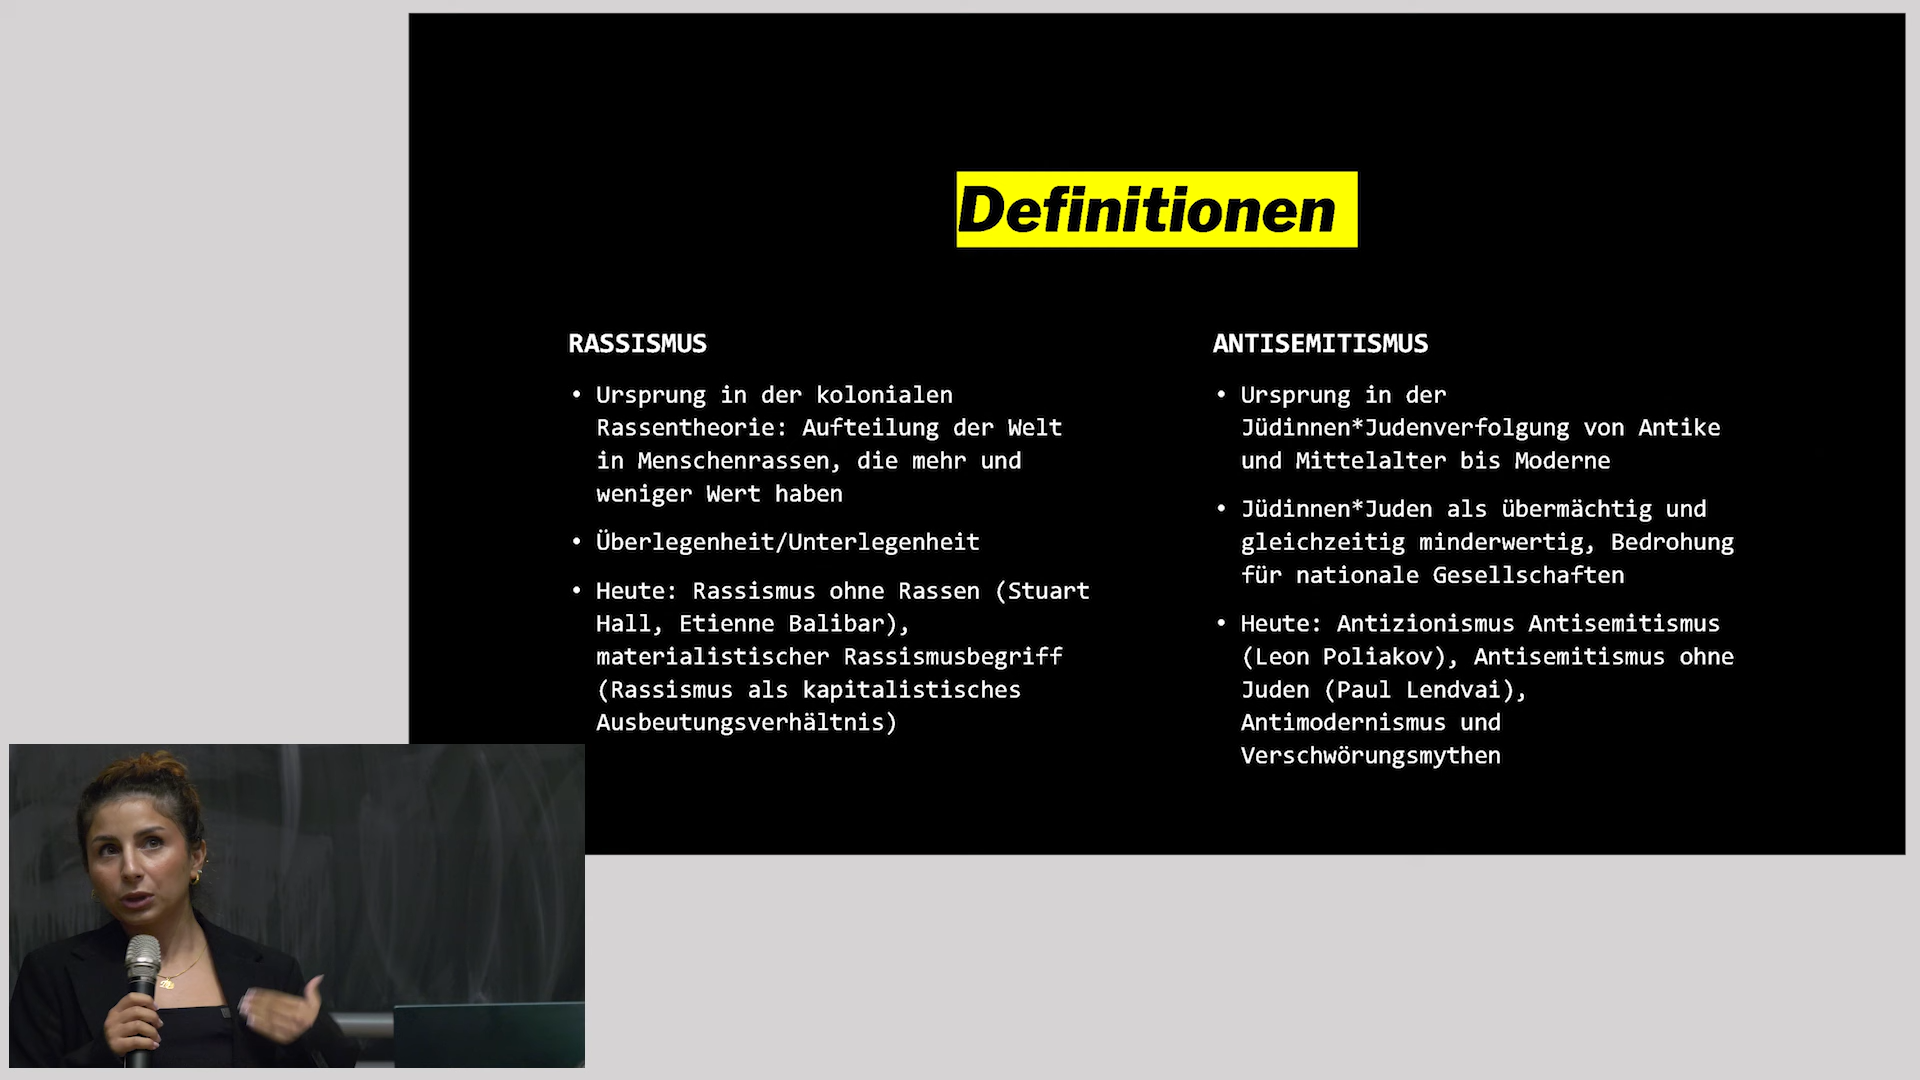 Definitionen
RASSISMUS
• Ursprung in der kolonialen
Rassentheorie: Aufteilung der Welt
in Menschenrassen, die mehr und
weniger Wert haben
• Überlegenheit/Unterlegenheit
• Heute: Rassismus ohne Rassen (Stuart
Hall, Etienne Balibar),
materialistischer Rassismusbegriff
(Rassismus als kapitalistisches
Ausbeutungsverhältnis)
ANTISEMITISMUS
• Ursprung in der
Jüdinnen*Judenverfolgung von Antike
und Mittelalter bis Moderne
• Jüdinnen*Juden als übermächtig und
gleichzeitig minderwertig, Bedrohung
für nationale Gesellschaften
• Heute: Antizionismus Antisemitismus
(Leon Poliakov), Antisemitismus ohne
Juden (Paul Lendvai),
Antimodernismus und
Verschwörungsmythen